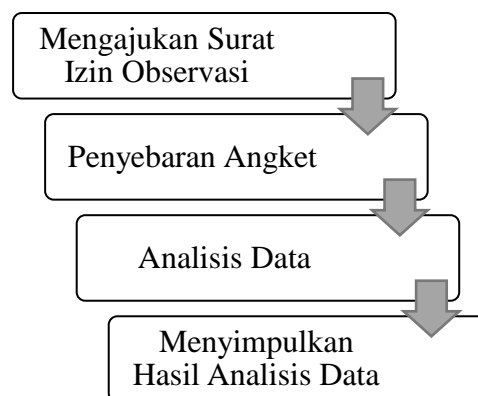 Mengajukan Surat
Izin Observasi
Penyebaran Angket
Analisis Data
Menyimpulkan
Hasil Analisis Data